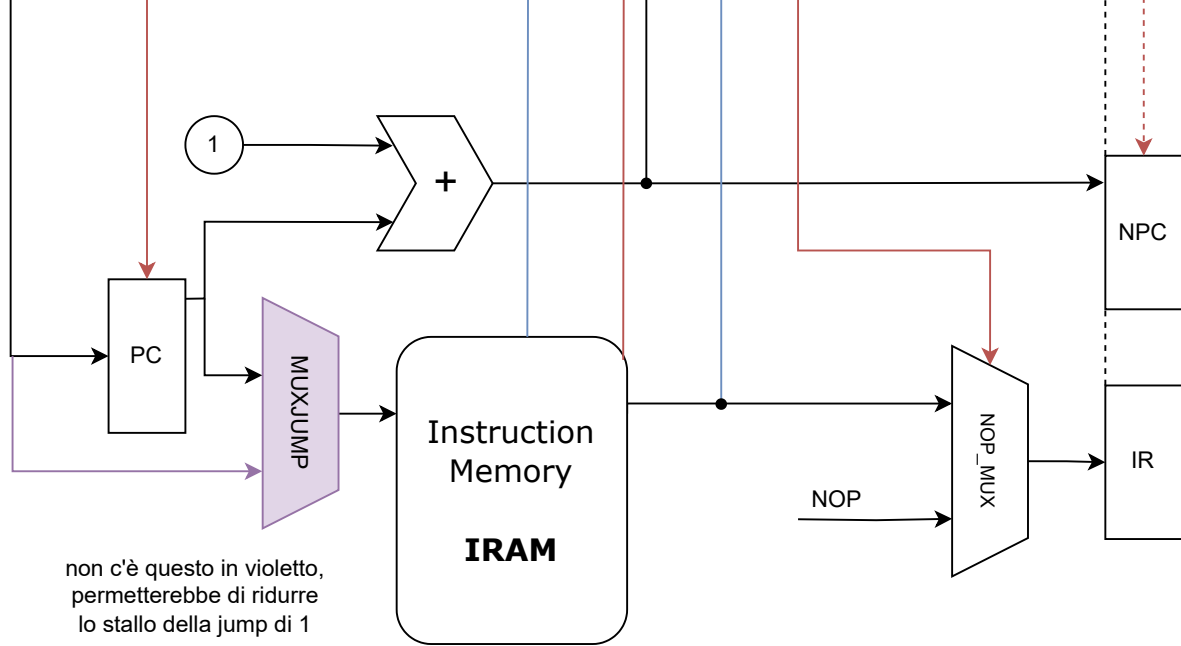 1
+
NPC
PC
MUXJUMP
Instruction
Memory
IRAM
NOP_MUX
NOP
IR
non c'è questo in violetto,
permetterebbe di ridurre
lo stallo della jump di 1